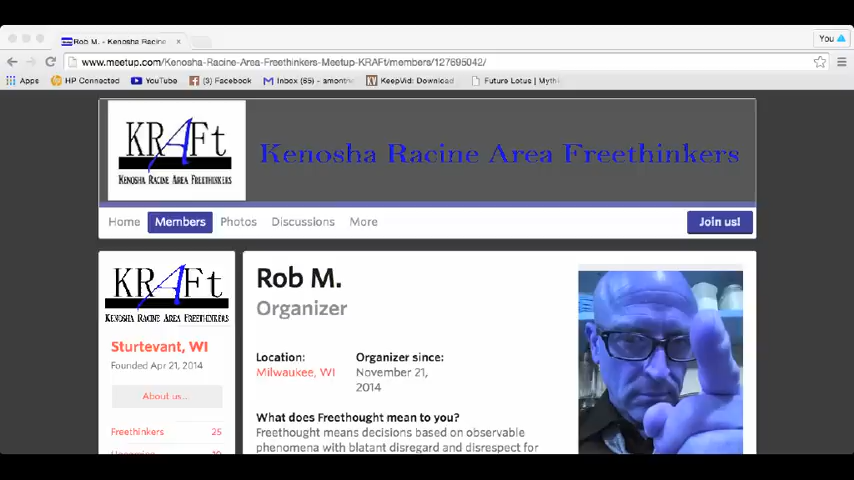 Rob M. - Kenosha Racine
You
www.meetup.com/Kenosha-Racine-Area-Freethinkers-Meetup-KRAFt/members/127695042/
Apps HP Connected YouTube (3) Facebook Inbox (65) - amontri KeepVid: Download Future Lotus | Myth
KRAFt
KENOSHA RACINE AREA FREETHINKERS
Kenosha Racine Area Freethinkers
Home Members Photos Discussions More Join us!
KRAFt
KENOSHA RACINE AREA FREETHINKERS
Sturtevant, WI
Founded Apr 21, 2014
About us...
Freethinkers 25
Rob M.
Organizer
Location: Organizer since:
Milwaukee, WI November 21,
2014
What does Freethought mean to you?
Freethought means decisions based on observable
phenomena with blatant disregard and disrespect for